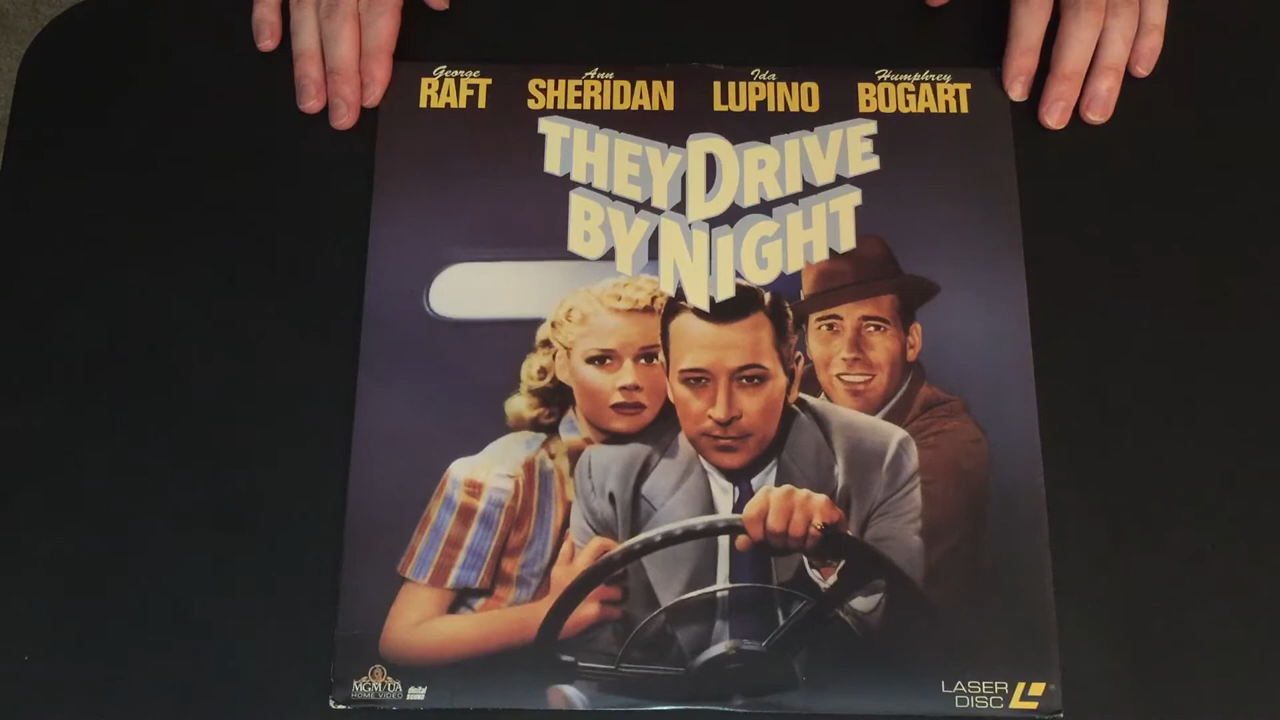 George Ann Ida Humphrey
RAFT SHERIDAN LUPINO BOGART
THEY DRIVE
BY NIGHT
MGM/UA
HOME VIDEO
LASER
DISC